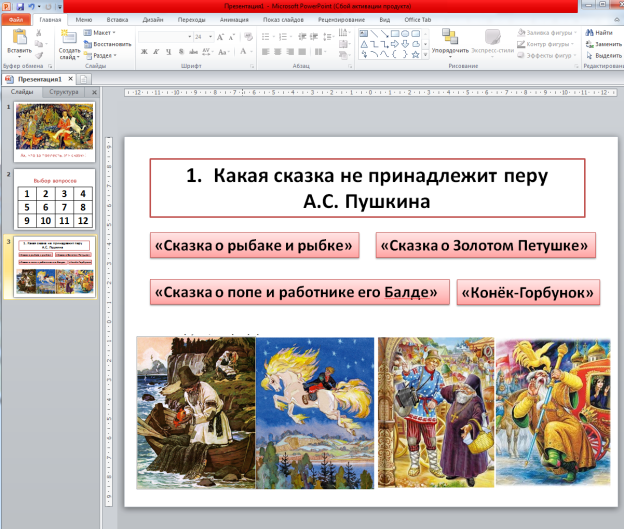 Презентация1 - Microsoft PowerPoint (Сбой активации продукта)
Файл Главная Меню Вставка Дизайн Переходы Анимация Показ слайдов Рецензирование Вид Office Tab
Вставить
Создать слайд
Макет
Восстановить
Раздел
24
Упорядочить
Экспресс-стили
Заливка фигуры
Контур фигуры
Эффекты фигур
Найти
Заменить
Выделить
Буфер обмена Слайды Шрифт Абзац Рисование Редактирование
Презентация1
Слайды Структура
1
2
Выбор вопросов
1 2 3 4
5 6 7 8
9 10 11 12
3
1. Какая сказка не принадлежит перу
А.С. Пушкина
«Сказка о рыбаке и рыбке» «Сказка о Золотом Петушке»
«Сказка о попе и работнике его Балде» «Конёк-Горбунок»